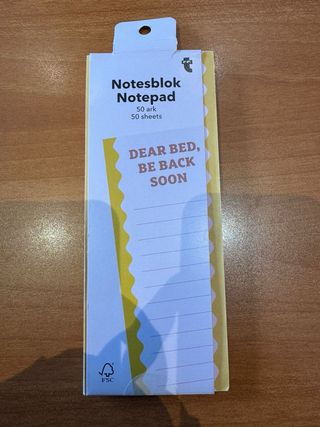 Notesblok
Notepad
50 ark
50 sheets
DEAR BED,
BE BACK
SOON
FSC